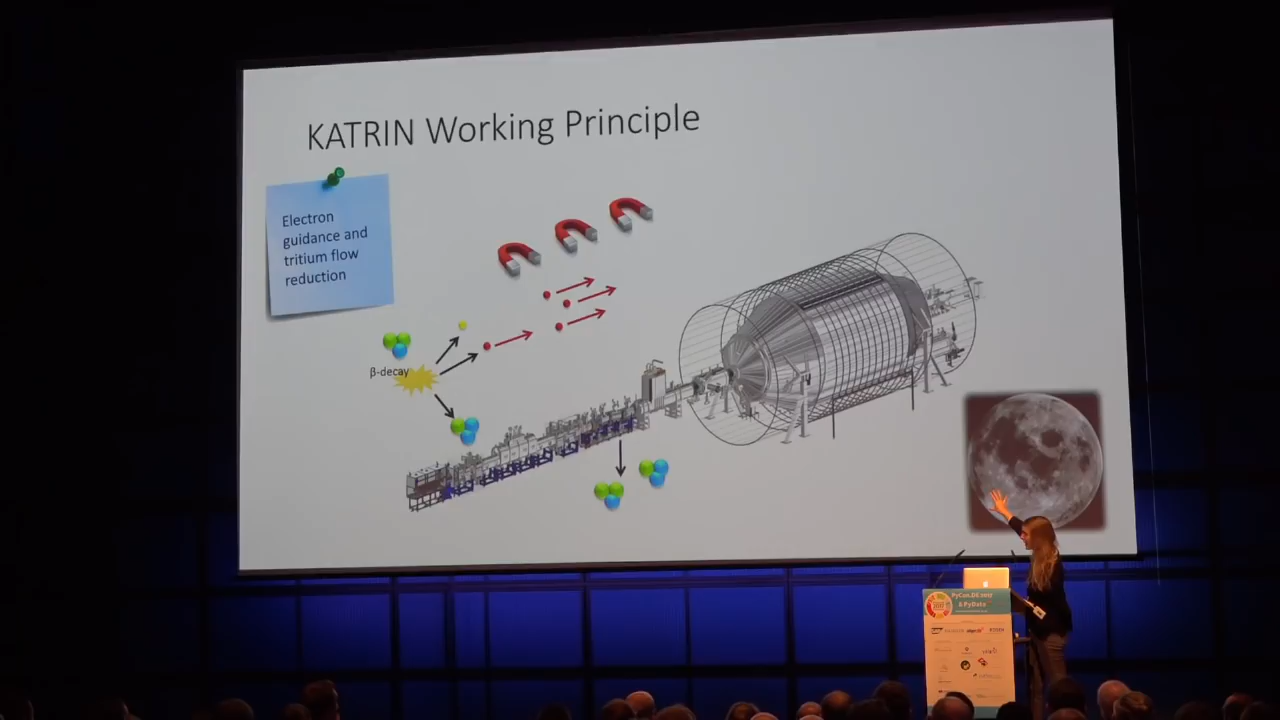 KATRIN Working Principle
Electron
guidance and
tritium flow
reduction
β-decay
PyCon.DE
& PyData